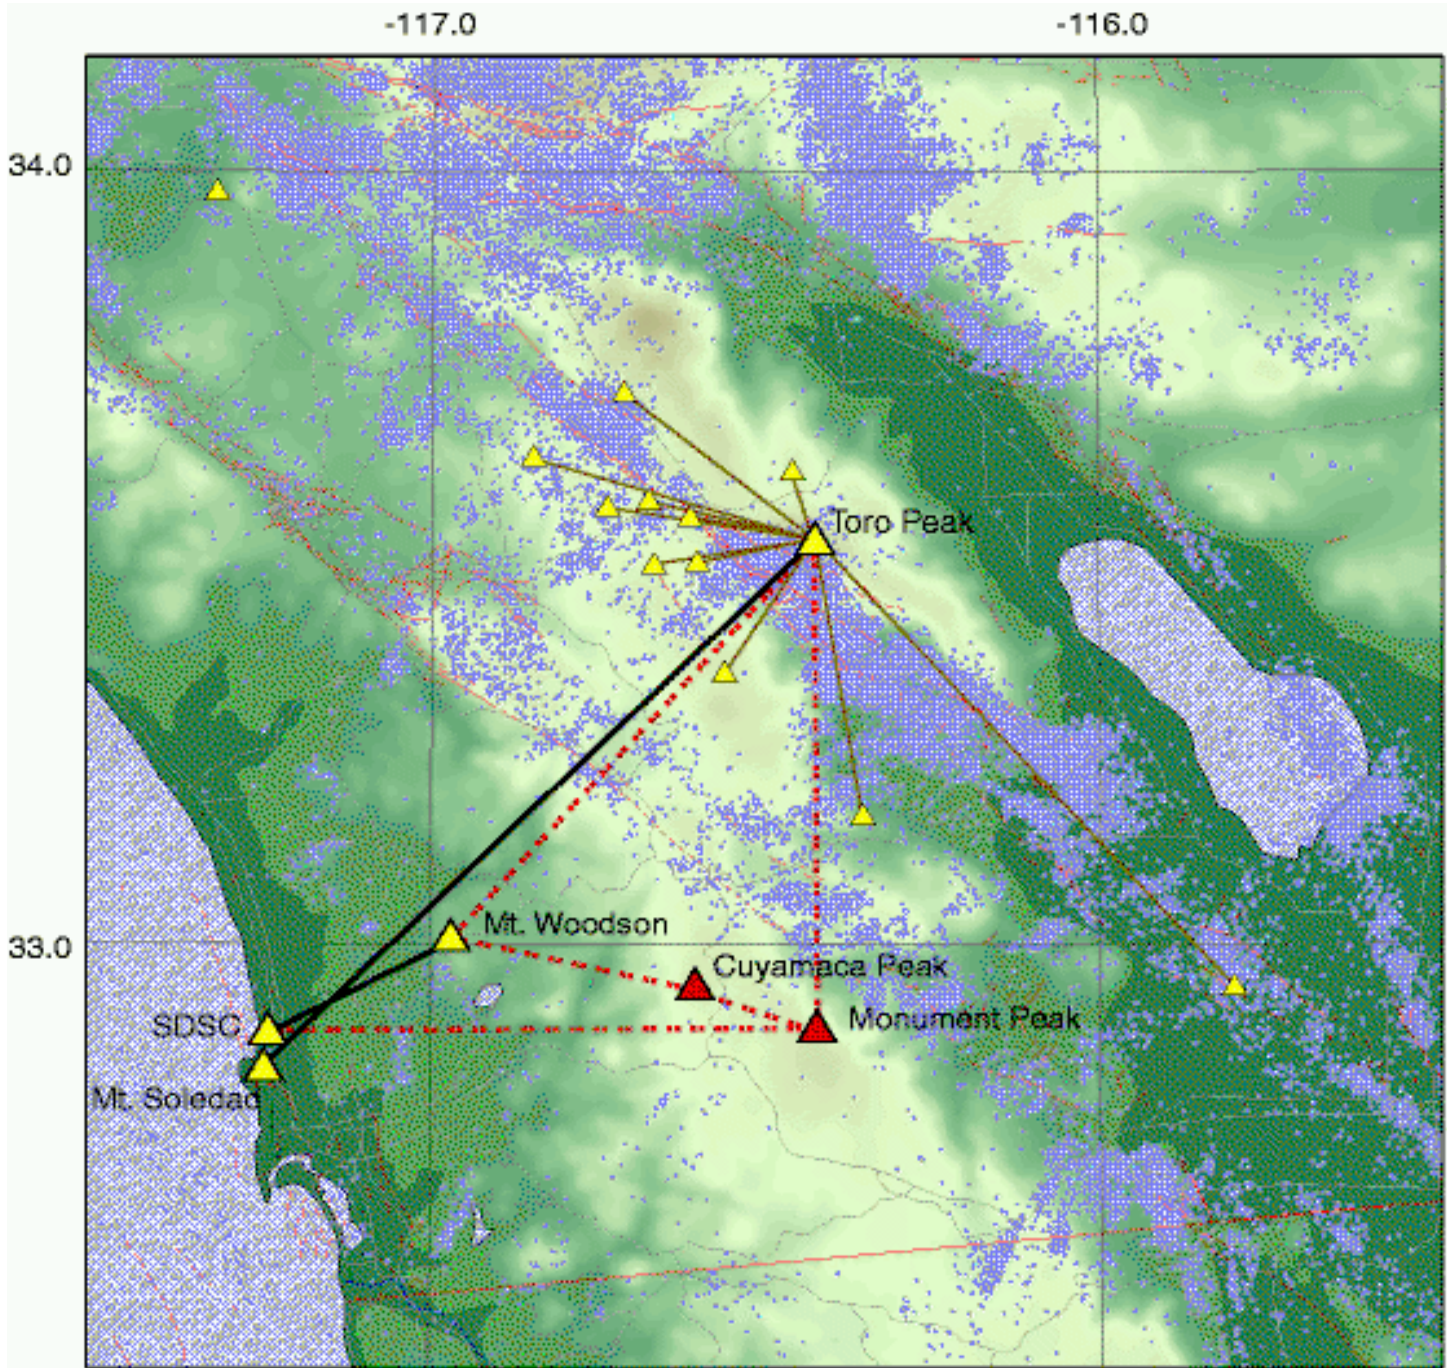 -117.0
-116.0
34.0
Toro Peak
Mt. Woodson
33.0
Cuyamaca Peak
SDSC
Monument Peak
Mt. Soledad